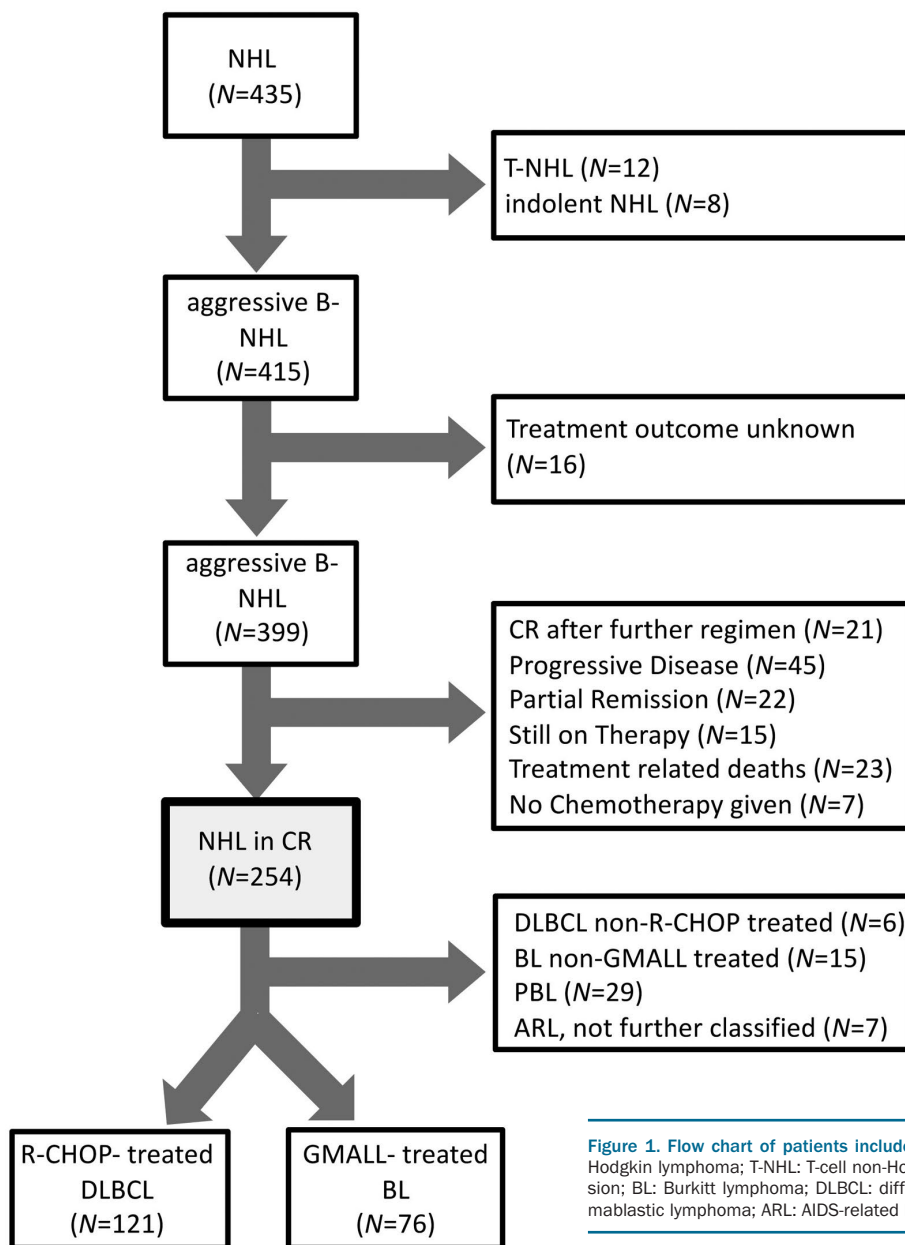 NHL
(N=435)
T-NHL (N=12)
indolent NHL (N=8)
aggressive B-
NHL
(N=415)
Treatment outcome unknown
(N=16)
aggressive B-
NHL
(N=399)
CR after further regimen (N=21)
Progressive Disease (N=45)
Partial Remission (N=22)
Still on Therapy (N=15)
Treatment related deaths (N=23)
No Chemotherapy given (N=7)
NHL in CR
(N=254)
DLBCL non-R-CHOP treated (N=6)
BL non-GMALL treated (N=15)
PBL (N=29)
ARL, not further classified (N=7)
R-CHOP- treated
DLBCL
(N=121)
GMALL- treated
BL
(N=76)
Figure 1. Flow chart of patients include
Hodgkin lymphoma; T-NHL: T-cell non-Ho
sion; BL: Burkitt lymphoma; DLBCL: diff
mablastic lymphoma; ARL: AIDS-related